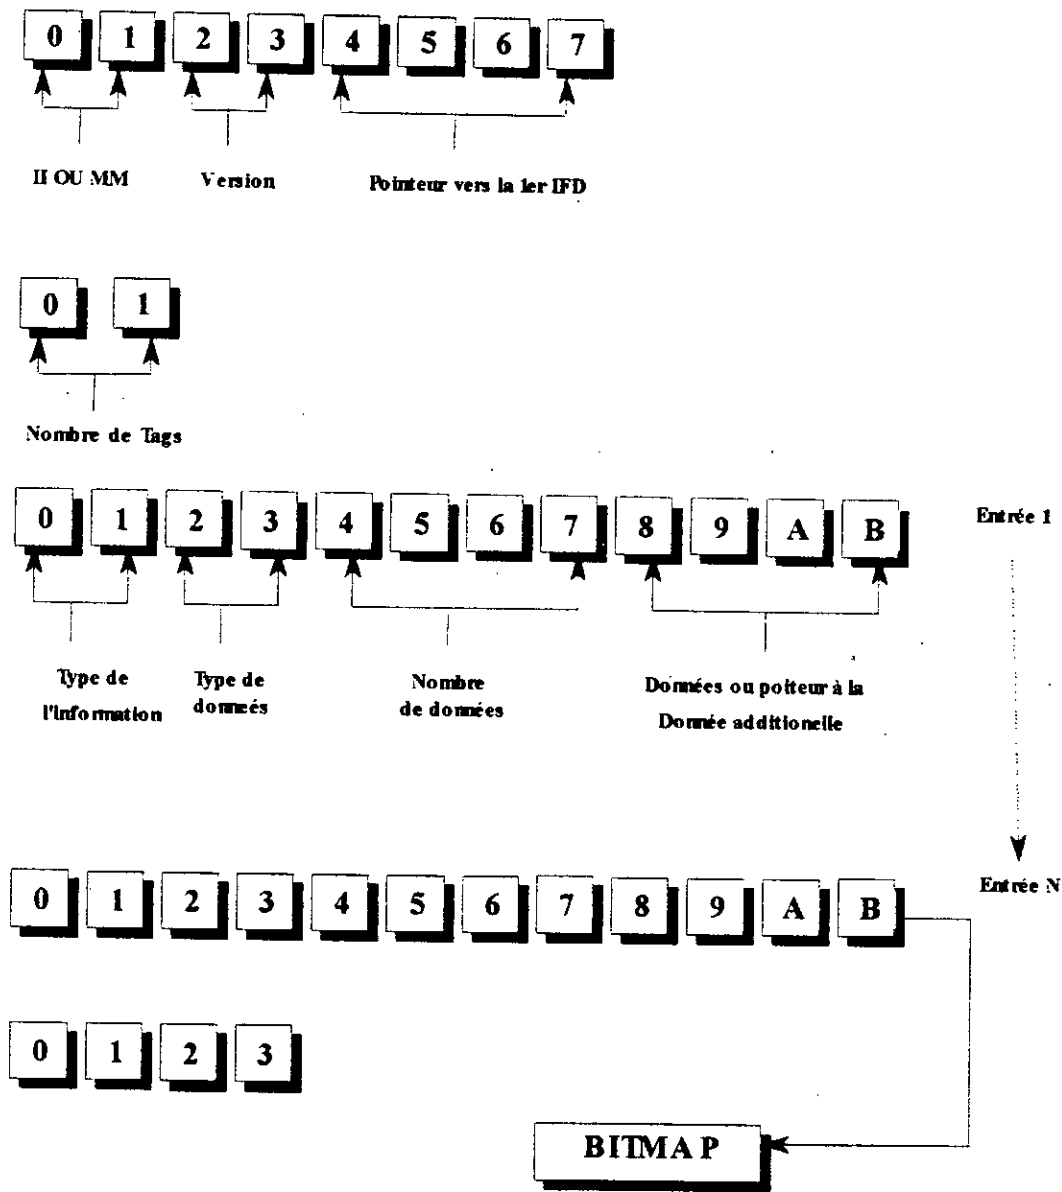 0 1 2 3 4 5 6 7
II OU MM Version Pointeur vers la 1er IFD
0 1
Nombre de Tags
0 1 2 3 4 5 6 7 8 9 A B Entrée 1
Type de
l'Information
Type de
donneés
Nombre
de données
Données ou poiteur à la
Donnée additionelle
Entrée N
0 1 2 3 4 5 6 7 8 9 A B
0 1 2 3
BITMAP